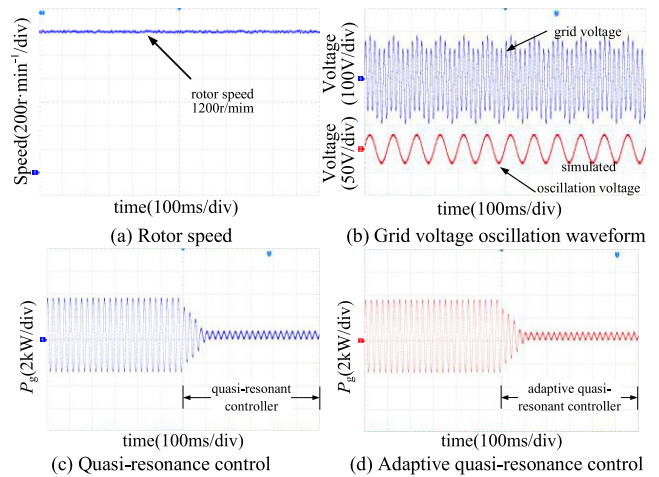 Speed(200r·min⁻¹/div)
rotor speed
1200r/mim
time(100ms/div)
(a) Rotor speed
Voltage
(100V/div)
Voltage
(50V/div)
grid voltage
simulated
oscillation voltage
time(100ms/div)
(b) Grid voltage oscillation waveform
Pg(2kW/div)
quasi-resonant
controller
time(100ms/div)
(c) Quasi-resonance control
Pg(2kW/div)
adaptive quasi-
resonant controller
time(100ms/div)
(d) Adaptive quasi-resonance control